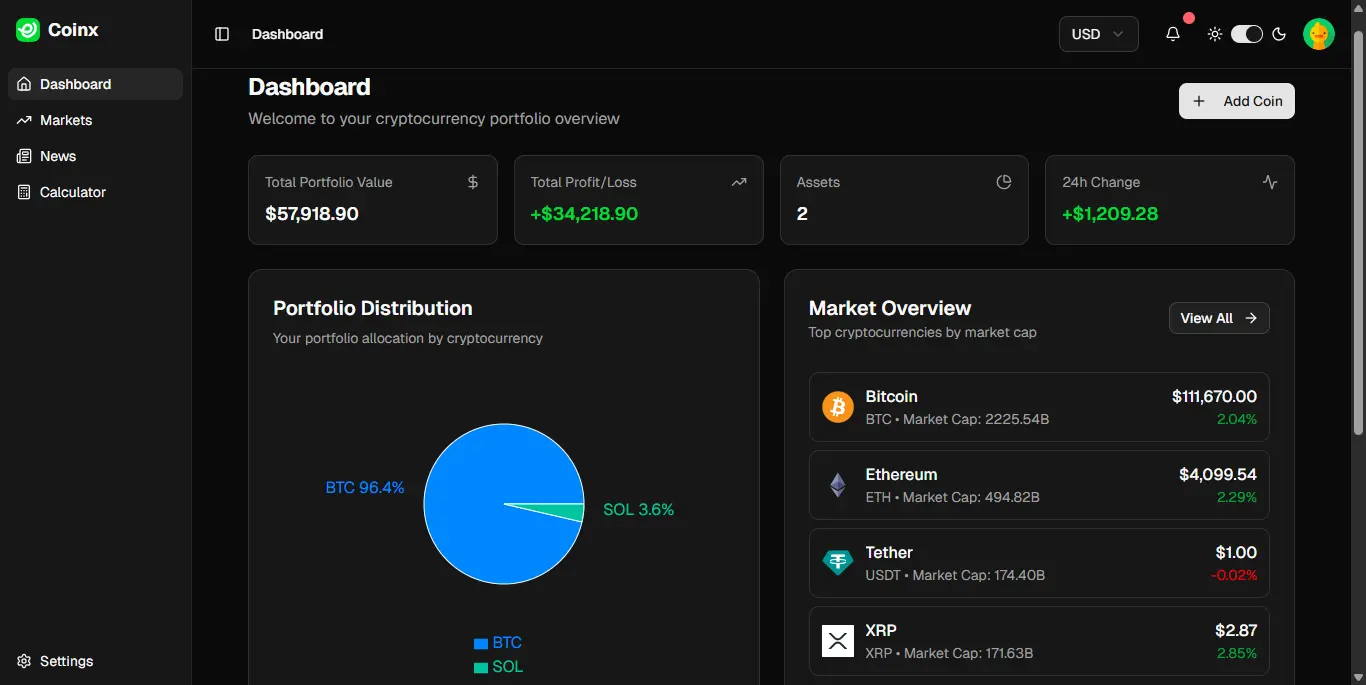 Coinx
Dashboard
Markets
News
Calculator
Settings
Dashboard
USD
Dashboard
Welcome to your cryptocurrency portfolio overview
+ Add Coin
Total Portfolio Value $
$57,918.90
Total Profit/Loss
+$34,218.90
Assets
2
24h Change
+$1,209.28
Portfolio Distribution
Your portfolio allocation by cryptocurrency
BTC 96.4%
SOL 3.6%
BTC
SOL
Market Overview
Top cryptocurrencies by market cap
View All →
Bitcoin $111,670.00
BTC • Market Cap: 2225.54B 2.04%
Ethereum $4,099.54
ETH • Market Cap: 494.82B 2.29%
Tether $1.00
USDT • Market Cap: 174.40B -0.02%
XRP $2.87
XRP • Market Cap: 171.63B 2.85%